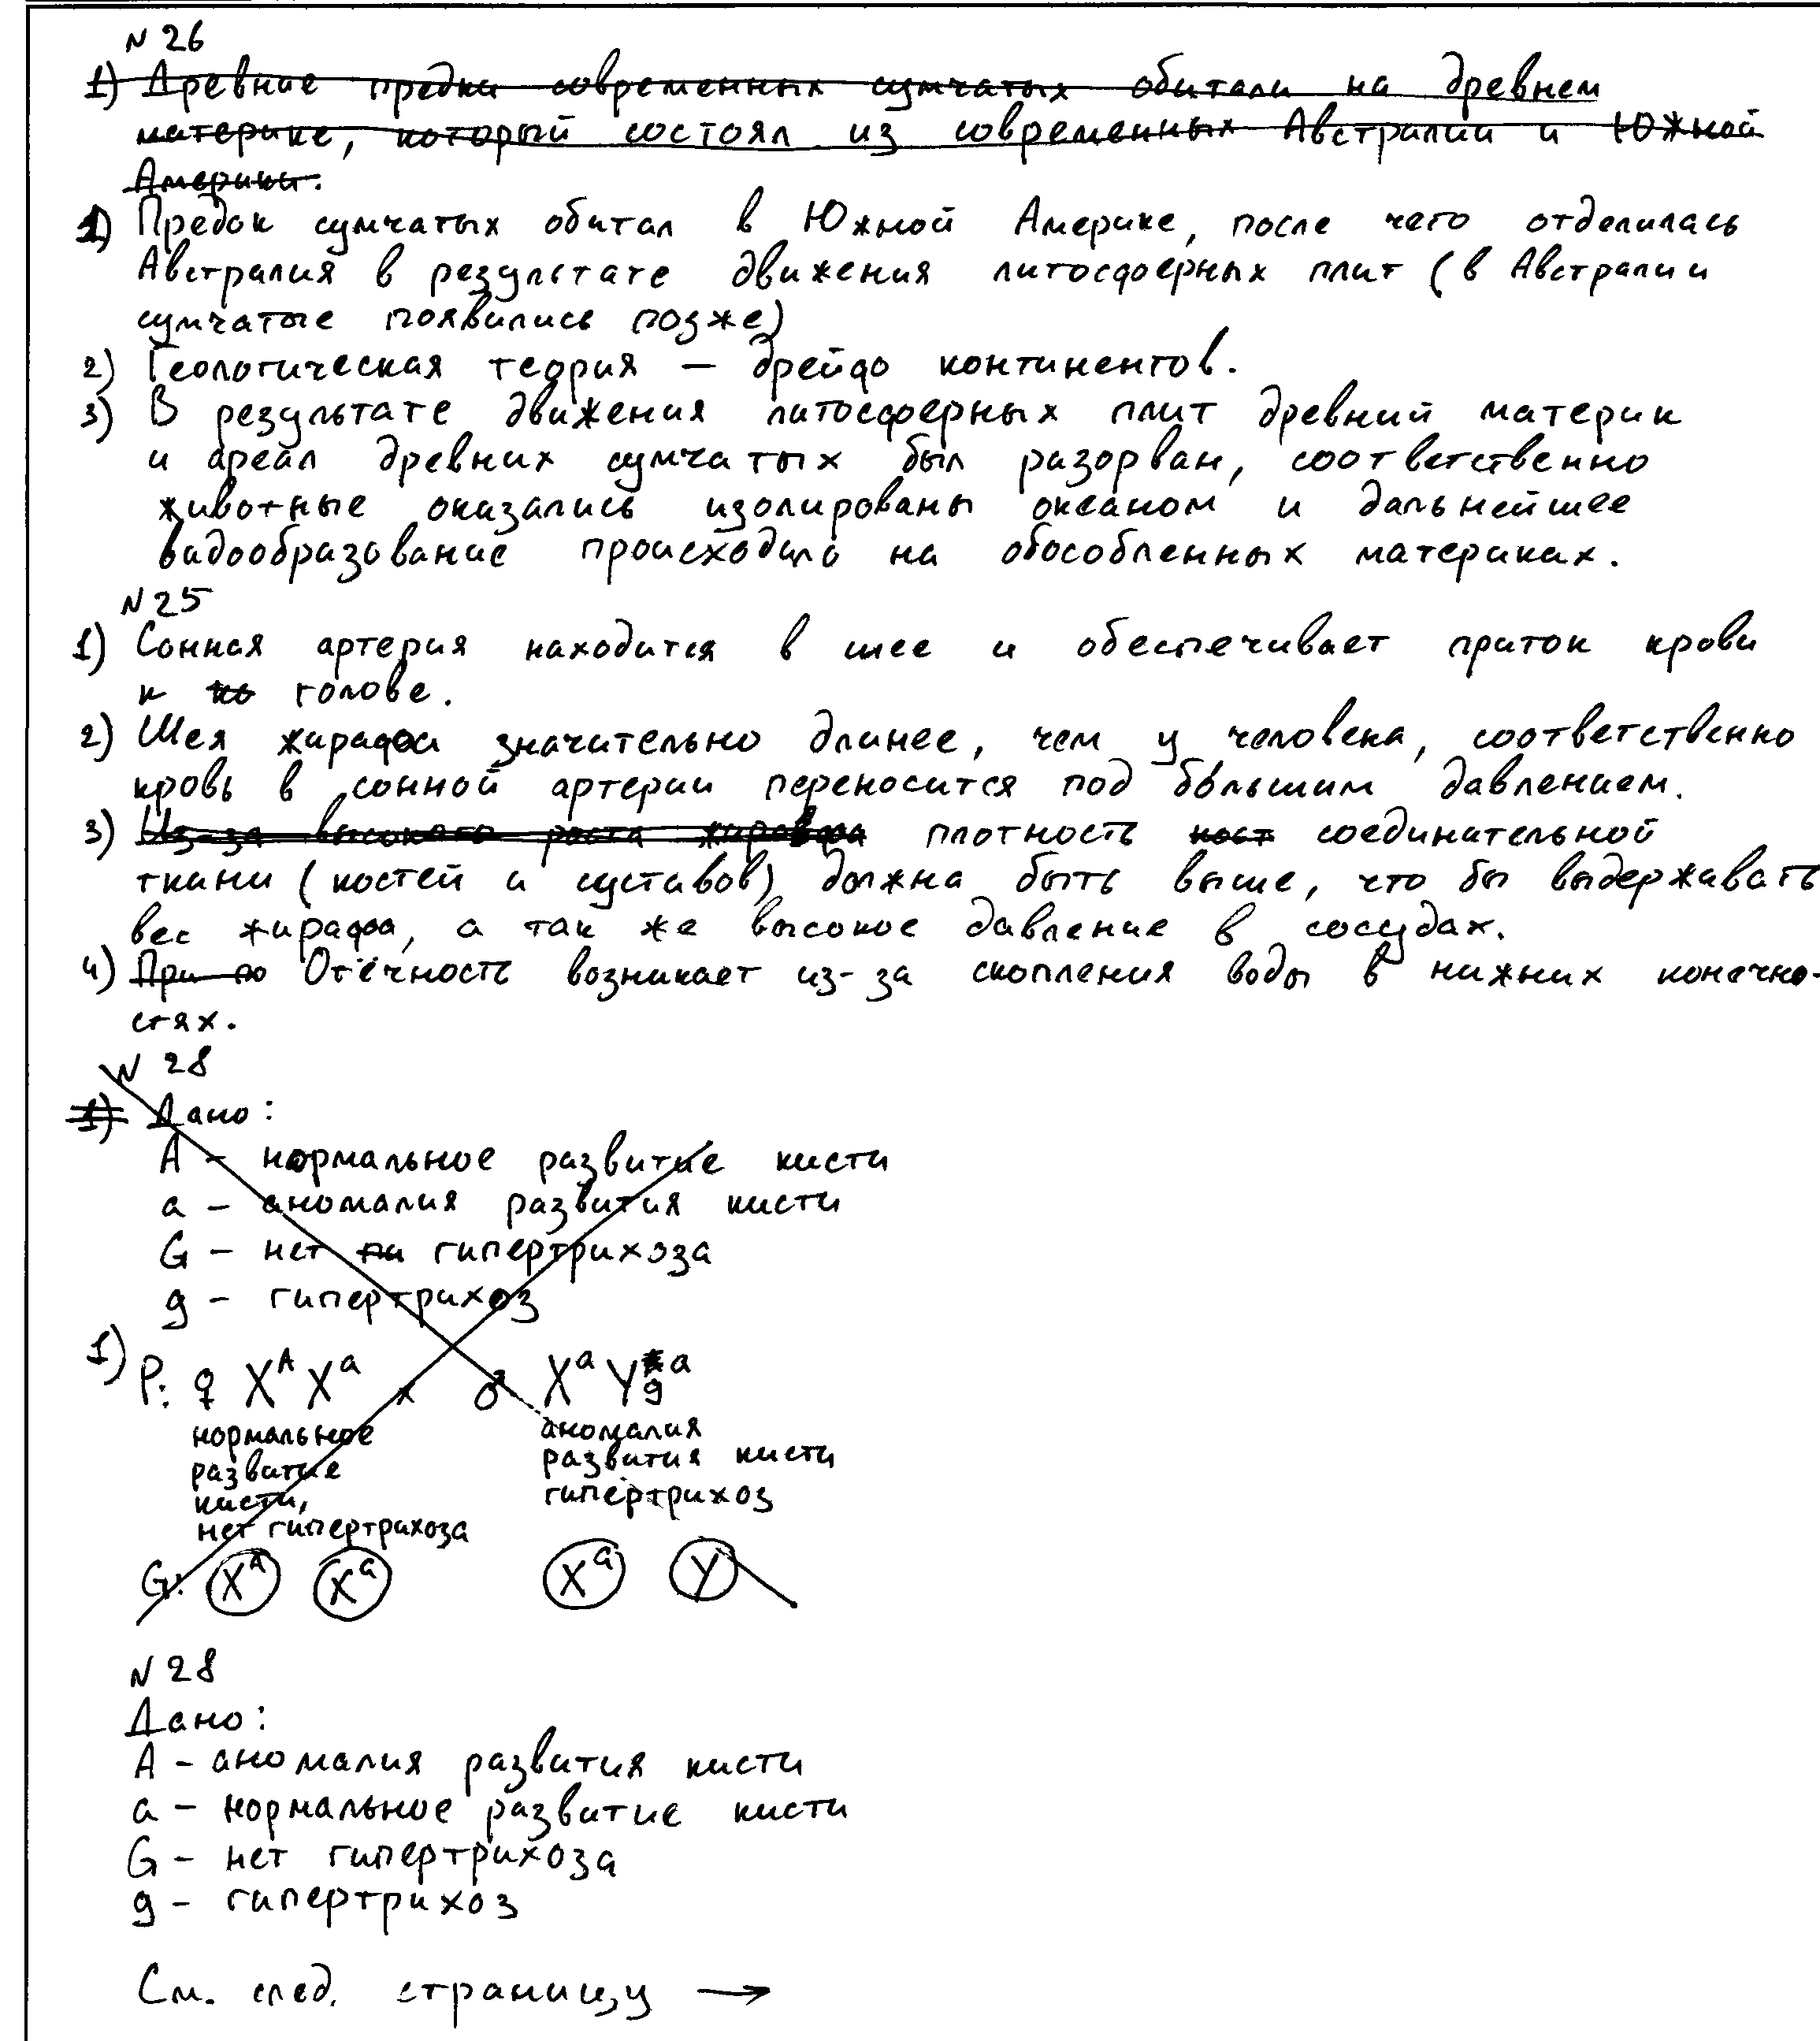 N 26
1) Древние предки современных сумчатых обитали на древнем
материке, который состоял из современных Австралии и Южной
Америки.
1) Предок сумчатых обитал в Южной Америке, после чего отделилась
Австралия в результате движения литосферных плит (в Австралии
сумчатые появились позже)
2) Геологическая теория — дрейф континентов.
3) В результате движения литосферных плит древний материк
и ареал древних сумчатых был разорван, соответственно
животные оказались изолированы океаном и дальнейшее
видообразование происходило на обособленных материках.
N 25
1) Сонная артерия находится в шее и обеспечивает приток крови
к ко голове.
2) Шея жирафа значительно длинее, чем у человека, соответственно
кровь в сонной артерии переносится под бо́льшим давлением.
3) Из-за высокого роста жирафа плотность кост соединательной
ткани (костей и суставов) должна быть выше, что бы выдерживать
вес жирафа, а так же высокое давление в сосудах.
4) При по Отёчность возникает из-за скопления воды в нижних конечно-
стях.
N 28
1) Дано:
A - нормальное развитие кисти
a - аномалия развития кисти
G - нет ги гипертрихоза
g - гипертрихоз
1) P: ♀ X^A X^a x ♂ X^a Y_g^a
нормальное аномалия
развитие развития кисти
кисти, гипертрихоз
нет гипертрихоза
G: X^A X^a X^a Y
N 28
Дано:
A - аномалия развития кисти
a - нормальное развитие кисти
G - нет гипертрихоза
g - гипертрихоз
См. след. страницу →